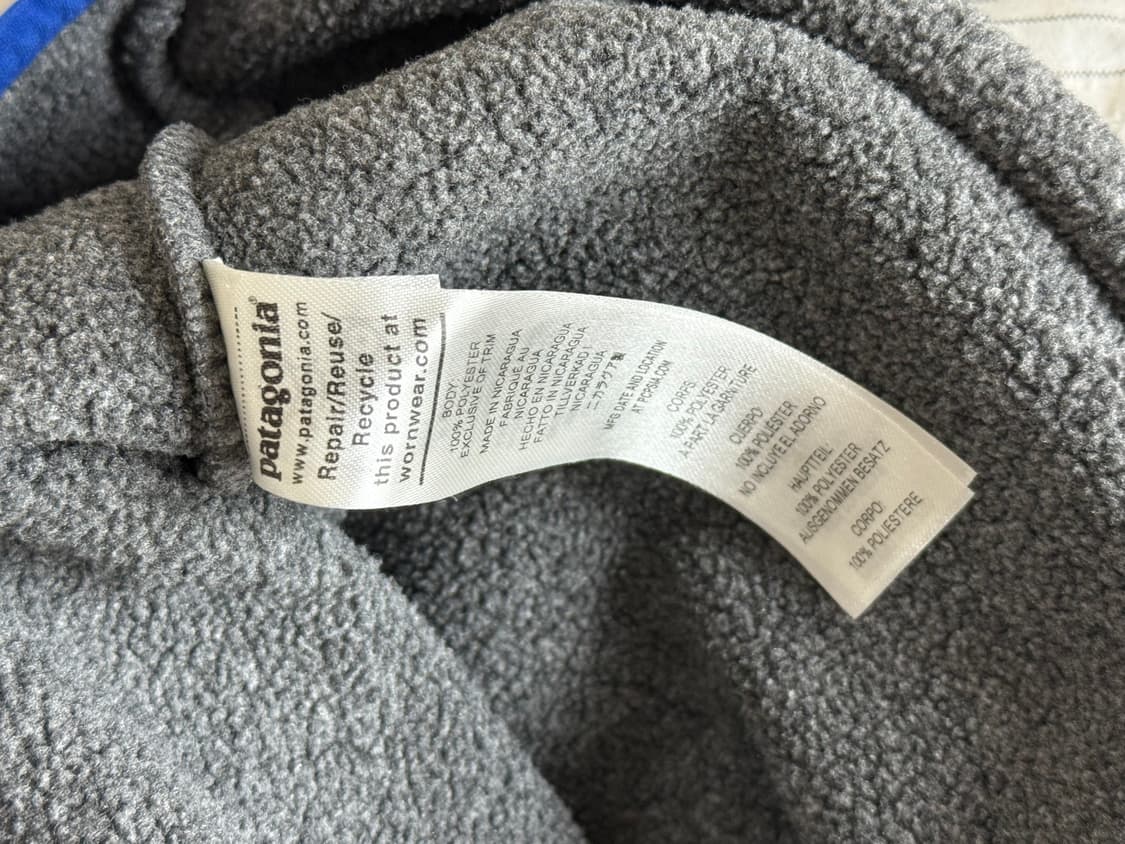 patagonia®
www.patagonia.com
Repair/Reuse/
Recycle
this product at
wornwear.com
BODY:
100% POLYESTER
EXCLUSIVE OF TRIM
MADE IN NICARAGUA
FABRIQUÉ AU
NICARAGUA
HECHO EN NICARAGUA
FATTO IN NICARAGUA
TILLVERKAD I
NICARAGUA
ニカラグア製
MFG DATE AND LOCATION
AT PCPGIA.COM
CORPS:
100% POLYESTER
À PART LA GARNITURE
CUERPO:
100% POLIÉSTER
NO INCLUYE EL ADORNO
HAUPTTEIL:
100% POLYESTER
AUSGENOMMEN BESATZ
CORPO:
100% POLIESTERE